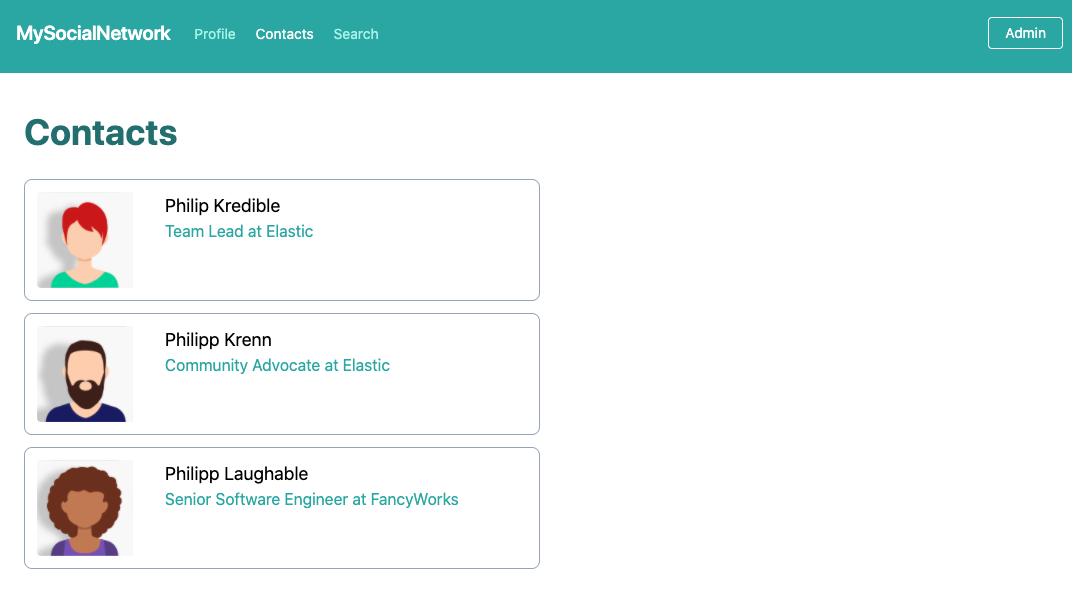 MySocialNetwork Profile Contacts Search Admin
Contacts
Philip Kredible
Team Lead at Elastic
Philipp Krenn
Community Advocate at Elastic
Philipp Laughable
Senior Software Engineer at FancyWorks